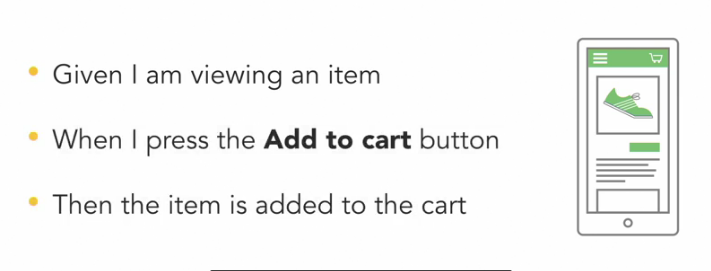 Given I am viewing an item
When I press the Add to cart button
Then the item is added to the cart